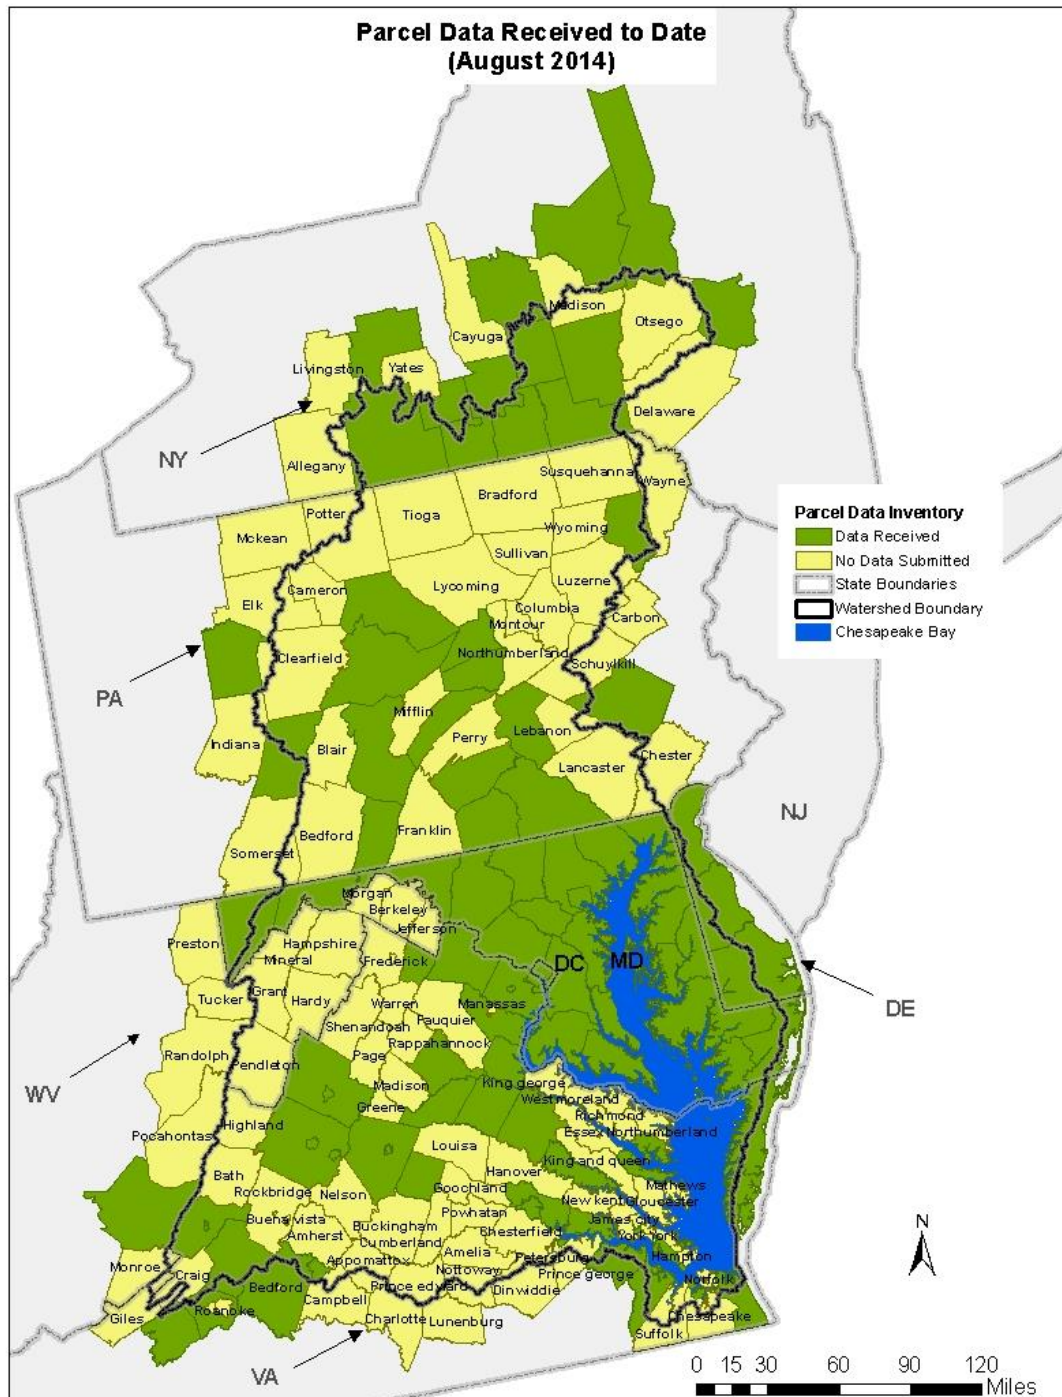 Parcel Data Received to Date
(August 2014)
Madison
Otsego
Cayuga
Livingston
Yates
Delaware
NY
Allegany
Susquehanna
Wayne
Bradford
Potter
Tioga
Mckean
Wyoming
Sullivan
Cameron
Lycoming
Luzerne
Elk
Columbia
Carbon
Montour
Clearfield
Northumberland
Schuylkill
PA
Mifflin
Indiana
Blair
Perry
Lebanon
Chester
Lancaster
NJ
Bedford
Franklin
Somerset
Parcel Data Inventory
Data Received
No Data Submitted
State Boundaries
Watershed Boundary
Chesapeake Bay
Morgan
Berkeley
Jefferson
Preston
Hampshire
Mineral
Frederick
DC
MD
Tucker
Grant
Hardy
Warren
Manassas
DE
Shenandoah
Fauquier
Rappahannock
Randolph
Page
Pendleton
WV
Madison
King george
Greene
Westmoreland
Richmond
Highland
Essex
Northumberland
Pocahontas
Louisa
King and queen
Bath
Hanover
Mathews
Rockbridge
Nelson
Goochland
New kent
Gloucester
Buena vista
Powhatan
James city
Amherst
Buckingham
Chesterfield
York
York
Cumberland
Amelia
Hampton
Appomattox
Petersburg
Monroe
Craig
Nottoway
Prince george
Norfolk
Bedford
Prince edward
Dinwiddie
Roanoke
Campbell
Chesapeake
Giles
Charlotte
Lunenburg
Suffolk
VA
N
0 15 30 60 90 120
Miles